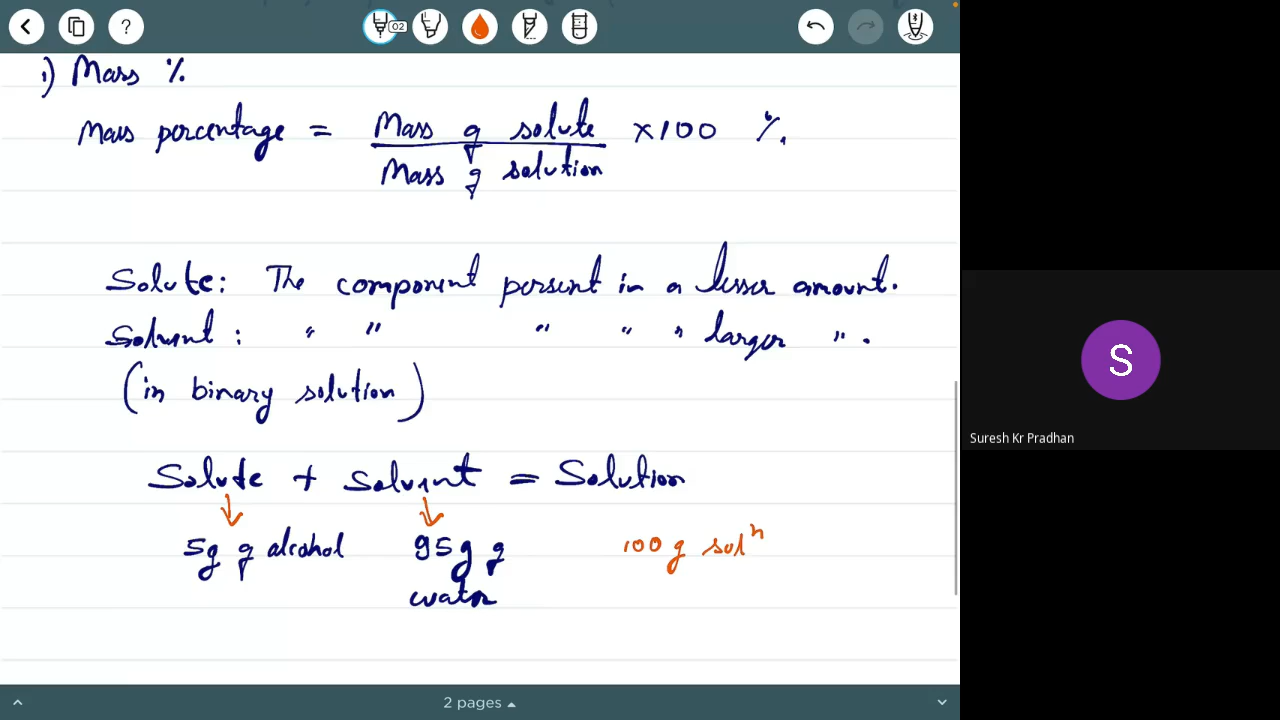 ?
02
1) Mass %
Mass percentage = Mass of solute / Mass of solution ×100 %.
Solute: The component persent in a lesser amount.
Solvent : " " " " " larger " .
(in binary solution)
Solute + Solvent = Solution
5g of alcohol 95g of water 100 g solⁿ
S
Suresh Kr Pradhan
2 pages